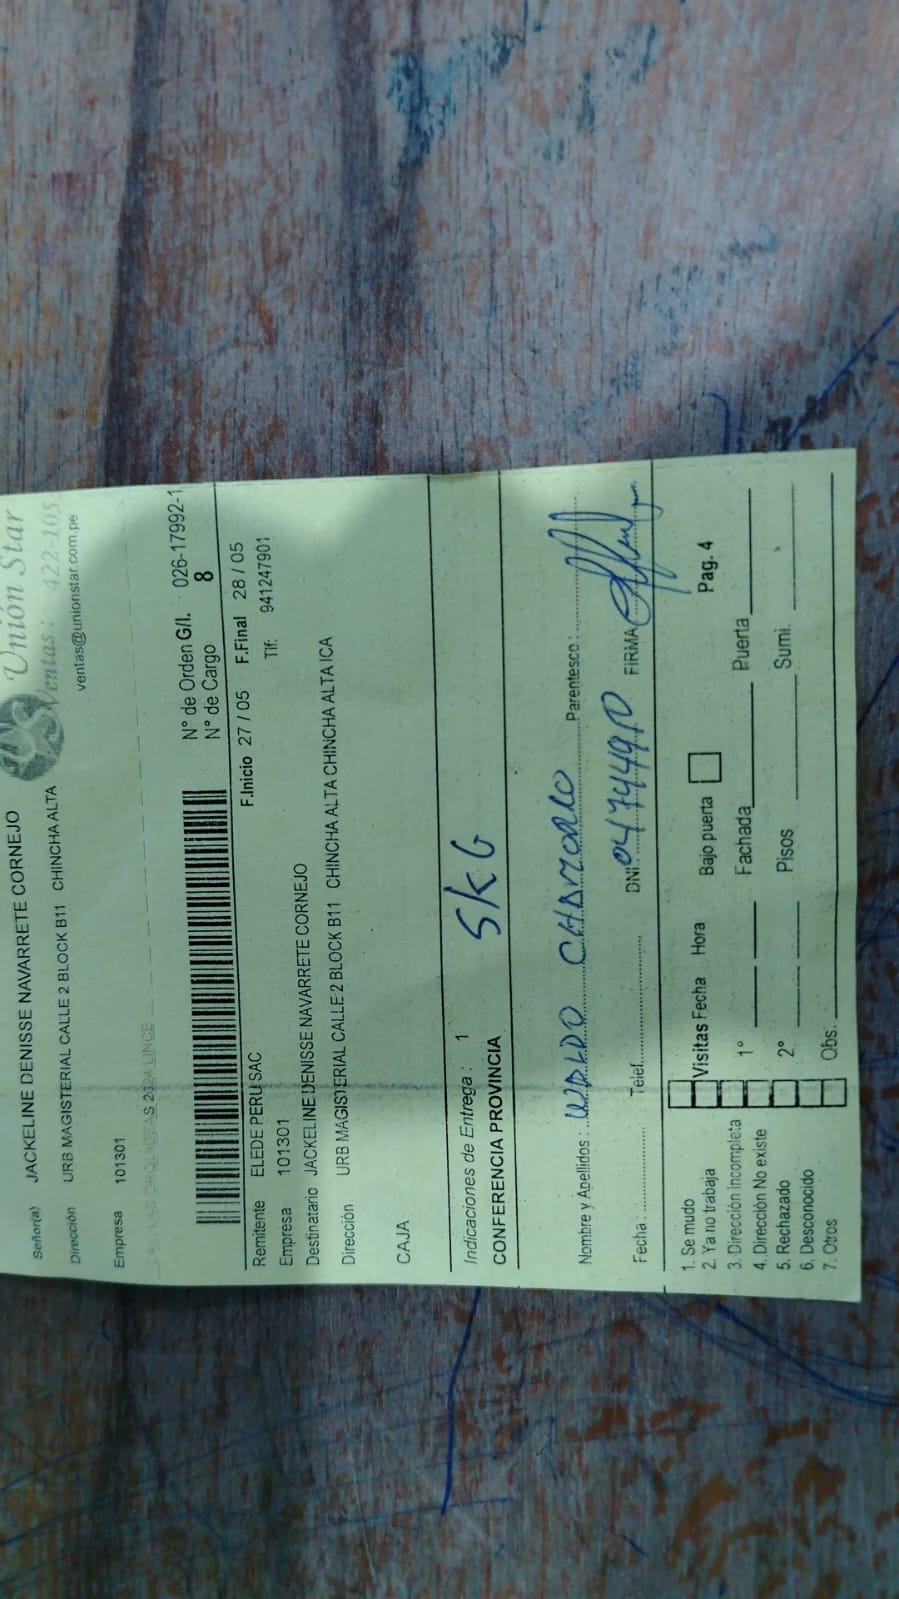 Unión Star
Señor(a) JACKELINE DENISSE NAVARRETE CORNEJO
Ventas : 422-105
Dirección URB MAGISTERIAL CALLE 2 BLOCK B11 CHINCHA ALTA
ventas@unionstar.com.pe
Empresa 101301
LAS ORQUIDEAS 2324 LINCE
N° de Orden G/I. 026-17992-1
N° de Cargo 8
F.Inicio 27 / 05 F.Final 28 / 05
Remitente ELEDE PERU SAC
Tlf: 941247901
Empresa 101301
Destinatario JACKELINE DENISSE NAVARRETE CORNEJO
Dirección URB MAGISTERIAL CALLE 2 BLOCK B11 CHINCHA ALTA CHINCHA ALTA ICA
CAJA
Indicaciones de Entrega : 1
5KG
CONFERENCIA PROVINCIA
Nombre y Apellidos : WALDO CHAMORRO Parentesco :
Fecha : Telef. DNI: FIRMA
1. Se mudo Visitas Fecha Hora Bajo puerta Pag. 4
2. Ya no trabaja
3. Dirección incompleta 1° Fachada Puerta
4. Dirección No existe
5. Rechazado 2° Pisos Sumi.
6. Desconocido
7. Otros Obs.